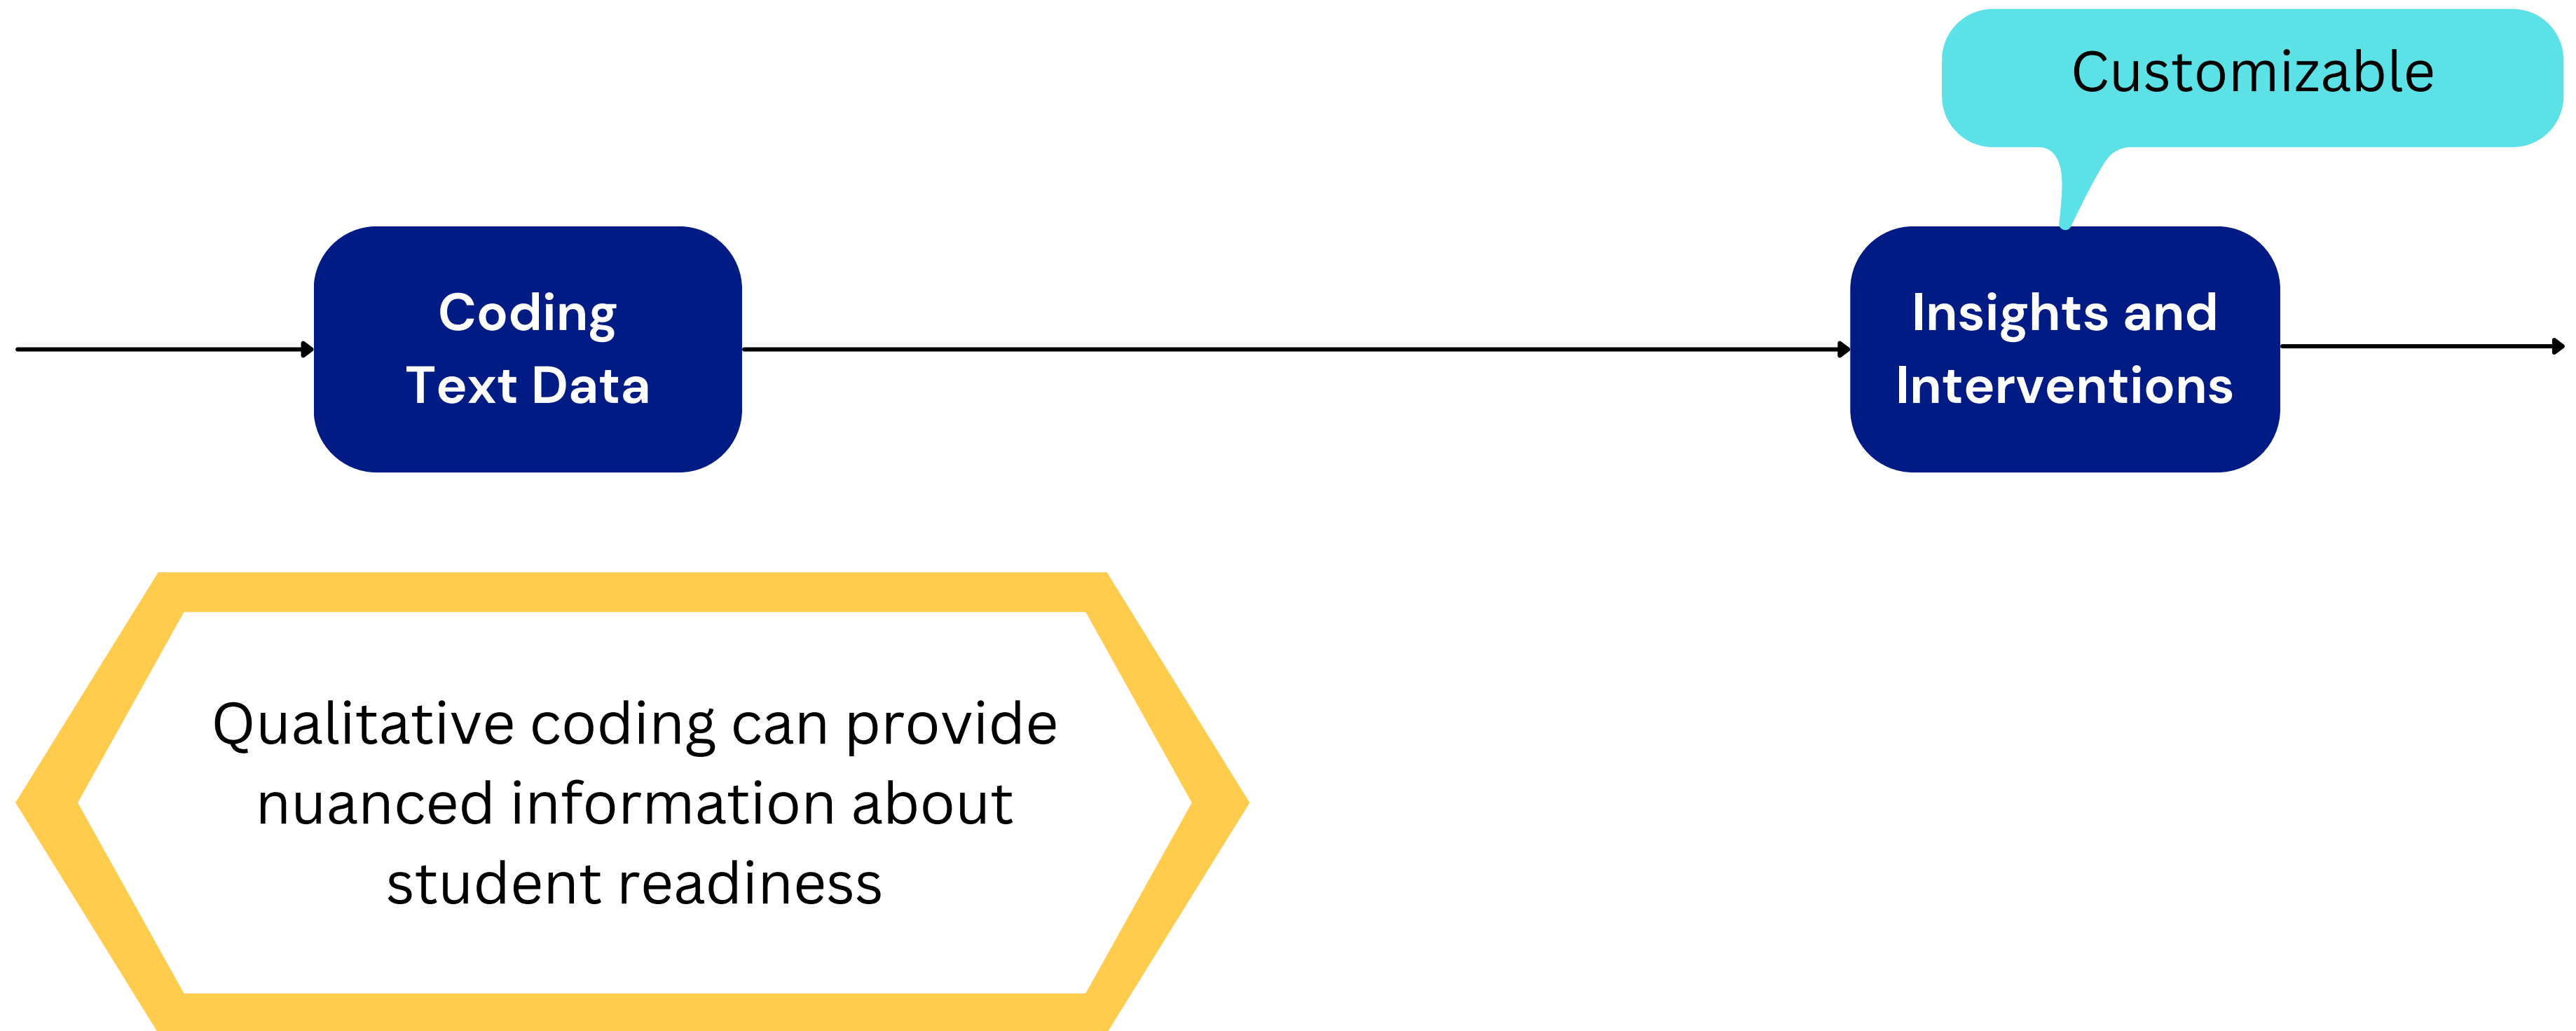 Customizable
Coding
Text Data
Insights and
Interventions
Qualitative coding can provide
nuanced information about
student readiness